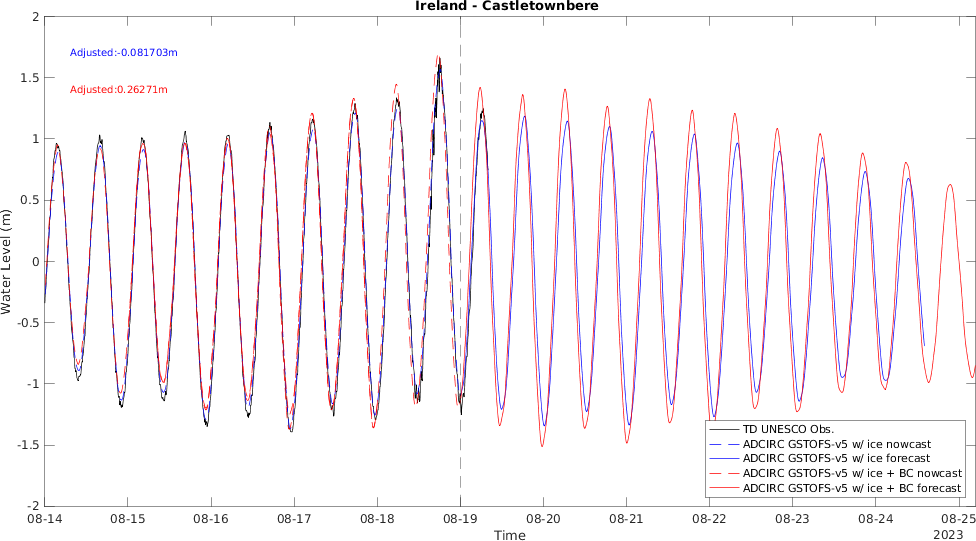 Ireland - Castletownbere
Adjusted:-0.081703m
Adjusted:0.26271m
Water Level (m)
2
1.5
1
0.5
0
-0.5
-1
-1.5
-2
TD UNESCO Obs.
ADCIRC GSTOFS-v5 w/ ice nowcast
ADCIRC GSTOFS-v5 w/ ice forecast
ADCIRC GSTOFS-v5 w/ ice + BC nowcast
ADCIRC GSTOFS-v5 w/ ice + BC forecast
08-14 08-15 08-16 08-17 08-18 08-19 08-20 08-21 08-22 08-23 08-24 08-25
Time
2023